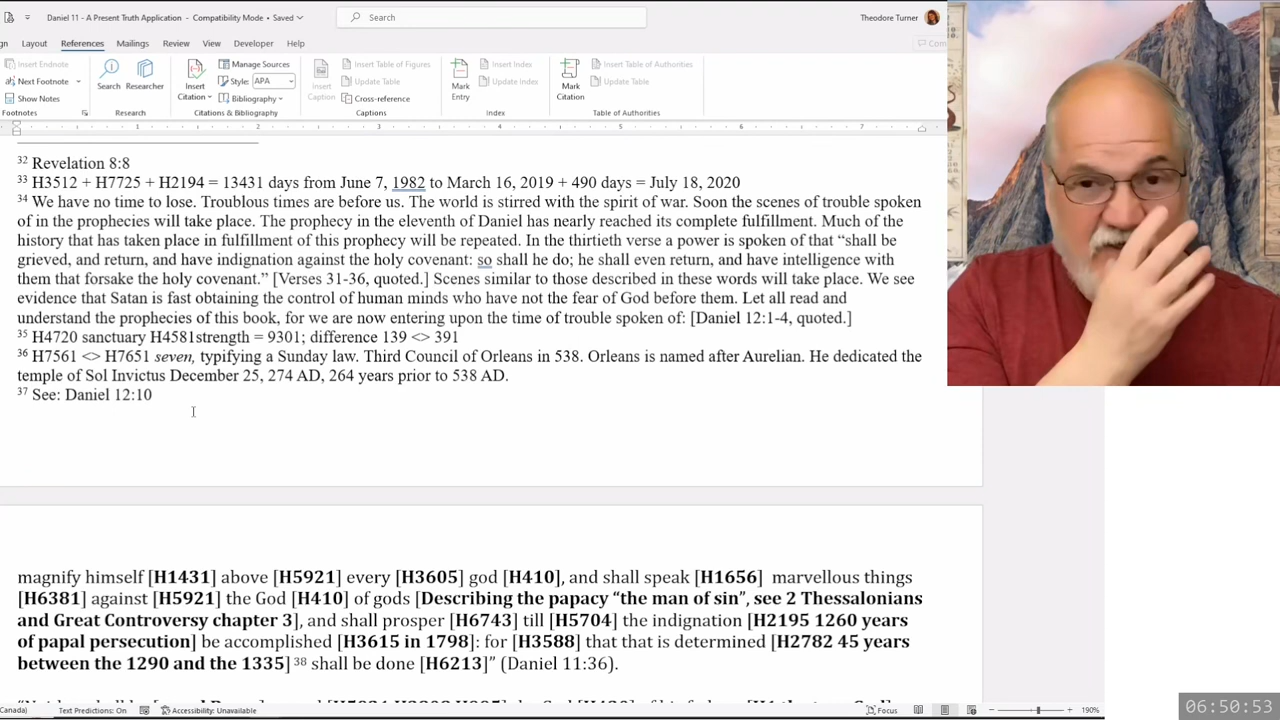 Daniel 11 - A Present Truth Application - Compatibility Mode • Saved
Search
Theodore Turner
gn Layout References Mailings Review View Developer Help
Insert Endnote
Next Footnote
Show Notes
Footnotes
Search
Researcher
Research
Insert Citation
Manage Sources
Style: APA
Bibliography
Citations & Bibliography
Insert Caption
Insert Table of Figures
Update Table
Cross-reference
Captions
Mark Entry
Insert Index
Update Index
Index
Mark Citation
Insert Table of Authorities
Update Table
Table of Authorities
1 2 4 5 6 7
32 Revelation 8:8
33 H3512 + H7725 + H2194 = 13431 days from June 7, 1982 to March 16, 2019 + 490 days = July 18, 2020
34 We have no time to lose. Troublous times are before us. The world is stirred with the spirit of war. Soon the scenes of trouble spoken
of in the prophecies will take place. The prophecy in the eleventh of Daniel has nearly reached its complete fulfillment. Much of the
history that has taken place in fulfillment of this prophecy will be repeated. In the thirtieth verse a power is spoken of that “shall be
grieved, and return, and have indignation against the holy covenant: so shall he do; he shall even return, and have intelligence with
them that forsake the holy covenant.” [Verses 31-36, quoted.] Scenes similar to those described in these words will take place. We see
evidence that Satan is fast obtaining the control of human minds who have not the fear of God before them. Let all read and
understand the prophecies of this book, for we are now entering upon the time of trouble spoken of: [Daniel 12:1-4, quoted.]
35 H4720 sanctuary H4581strength = 9301; difference 139 <> 391
36 H7561 <> H7651 seven, typifying a Sunday law. Third Council of Orleans in 538. Orleans is named after Aurelian. He dedicated the
temple of Sol Invictus December 25, 274 AD, 264 years prior to 538 AD.
37 See: Daniel 12:10
magnify himself [H1431] above [H5921] every [H3605] god [H410], and shall speak [H1656] marvellous things
[H6381] against [H5921] the God [H410] of gods [Describing the papacy “the man of sin”, see 2 Thessalonians
and Great Controversy chapter 3], and shall prosper [H6743] till [H5704] the indignation [H2195 1260 years
of papal persecution] be accomplished [H3615 in 1798]: for [H3588] that that is determined [H2782 45 years
between the 1290 and the 1335] 38 shall be done [H6213]” (Daniel 11:36).
Canada) Text Predictions: On Accessibility: Unavailable Focus 190%
06:50:53